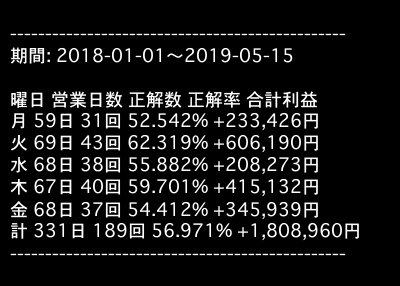 ------------------------------------------------
期間: 2018-01-01〜2019-05-15
曜日 営業日数 正解数 正解率 合計利益
月 59日 31回 52.542% +233,426円
火 69日 43回 62.319% +606,190円
水 68日 38回 55.882% +208,273円
木 67日 40回 59.701% +415,132円
金 68日 37回 54.412% +345,939円
計 331日 189回 56.971% +1,808,960円
------------------------------------------------